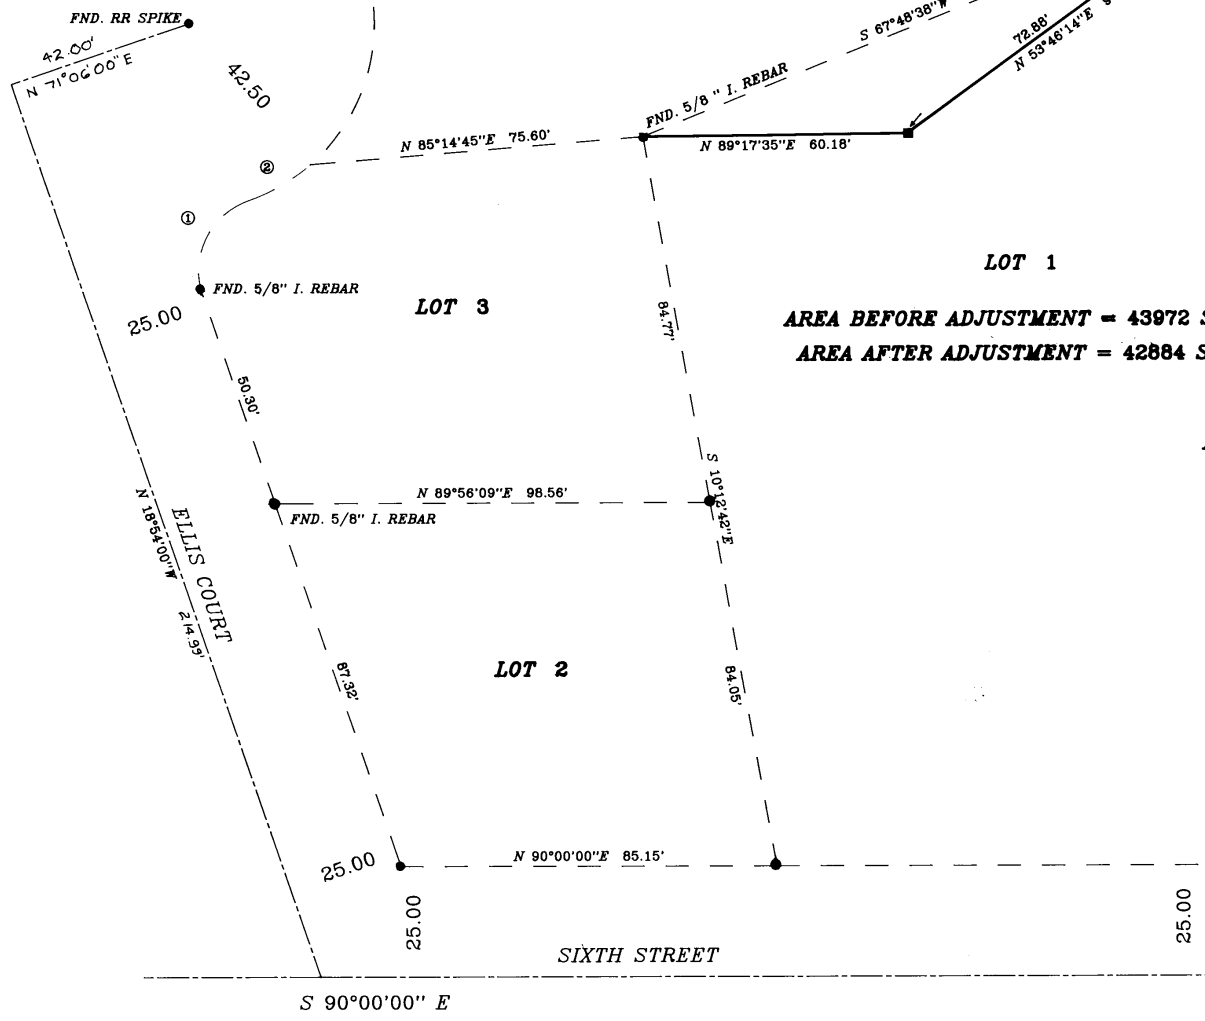 FND. RR SPIKE
42.00'
N 71°06'00"E
42.50
S 67°48'38"W
72.88'
N 53°46'14"E
FND. 5/8 " I. REBAR
N 85°14'45"E 75.60'
N 89°17'35"E 60.18'
②
①
LOT 1
FND. 5/8" I. REBAR
LOT 3
25.00
84.77'
AREA BEFORE ADJUSTMENT = 43972 S
AREA AFTER ADJUSTMENT = 42884 S
50.30'
S 10°12'42"E
N 89°56'09"E 98.56'
FND. 5/8" I. REBAR
N 18°54'00"W 214.99'
ELLIS COURT
LOT 2
87.32'
84.05'
N 90°00'00"E 85.15'
25.00
25.00
25.00
SIXTH STREET
S 90°00'00" E